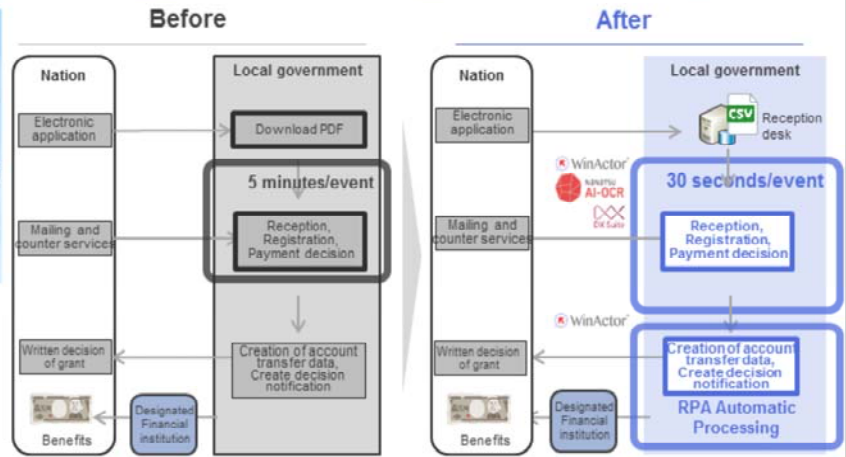 Before
After
Nation
Local government
Electronic
application
Download PDF
5 minutes/event
Mailing and
counter services
Reception,
Registration,
Payment decision
Written decision
of grant
Creation of account
transfer data,
Create decision
notification
Designated
Financial
institution
Benefits
Nation
Local government
Electronic
application
CSV
Reception
desk
WinActor
AI-OCR
DX Suite
30 seconds/event
Mailing and
counter services
Reception,
Registration,
Payment decision
WinActor
Written decision
of grant
Creation of account
transfer data,
Create decision
notification
Designated
Financial
institution
RPA Automatic
Processing
Benefits